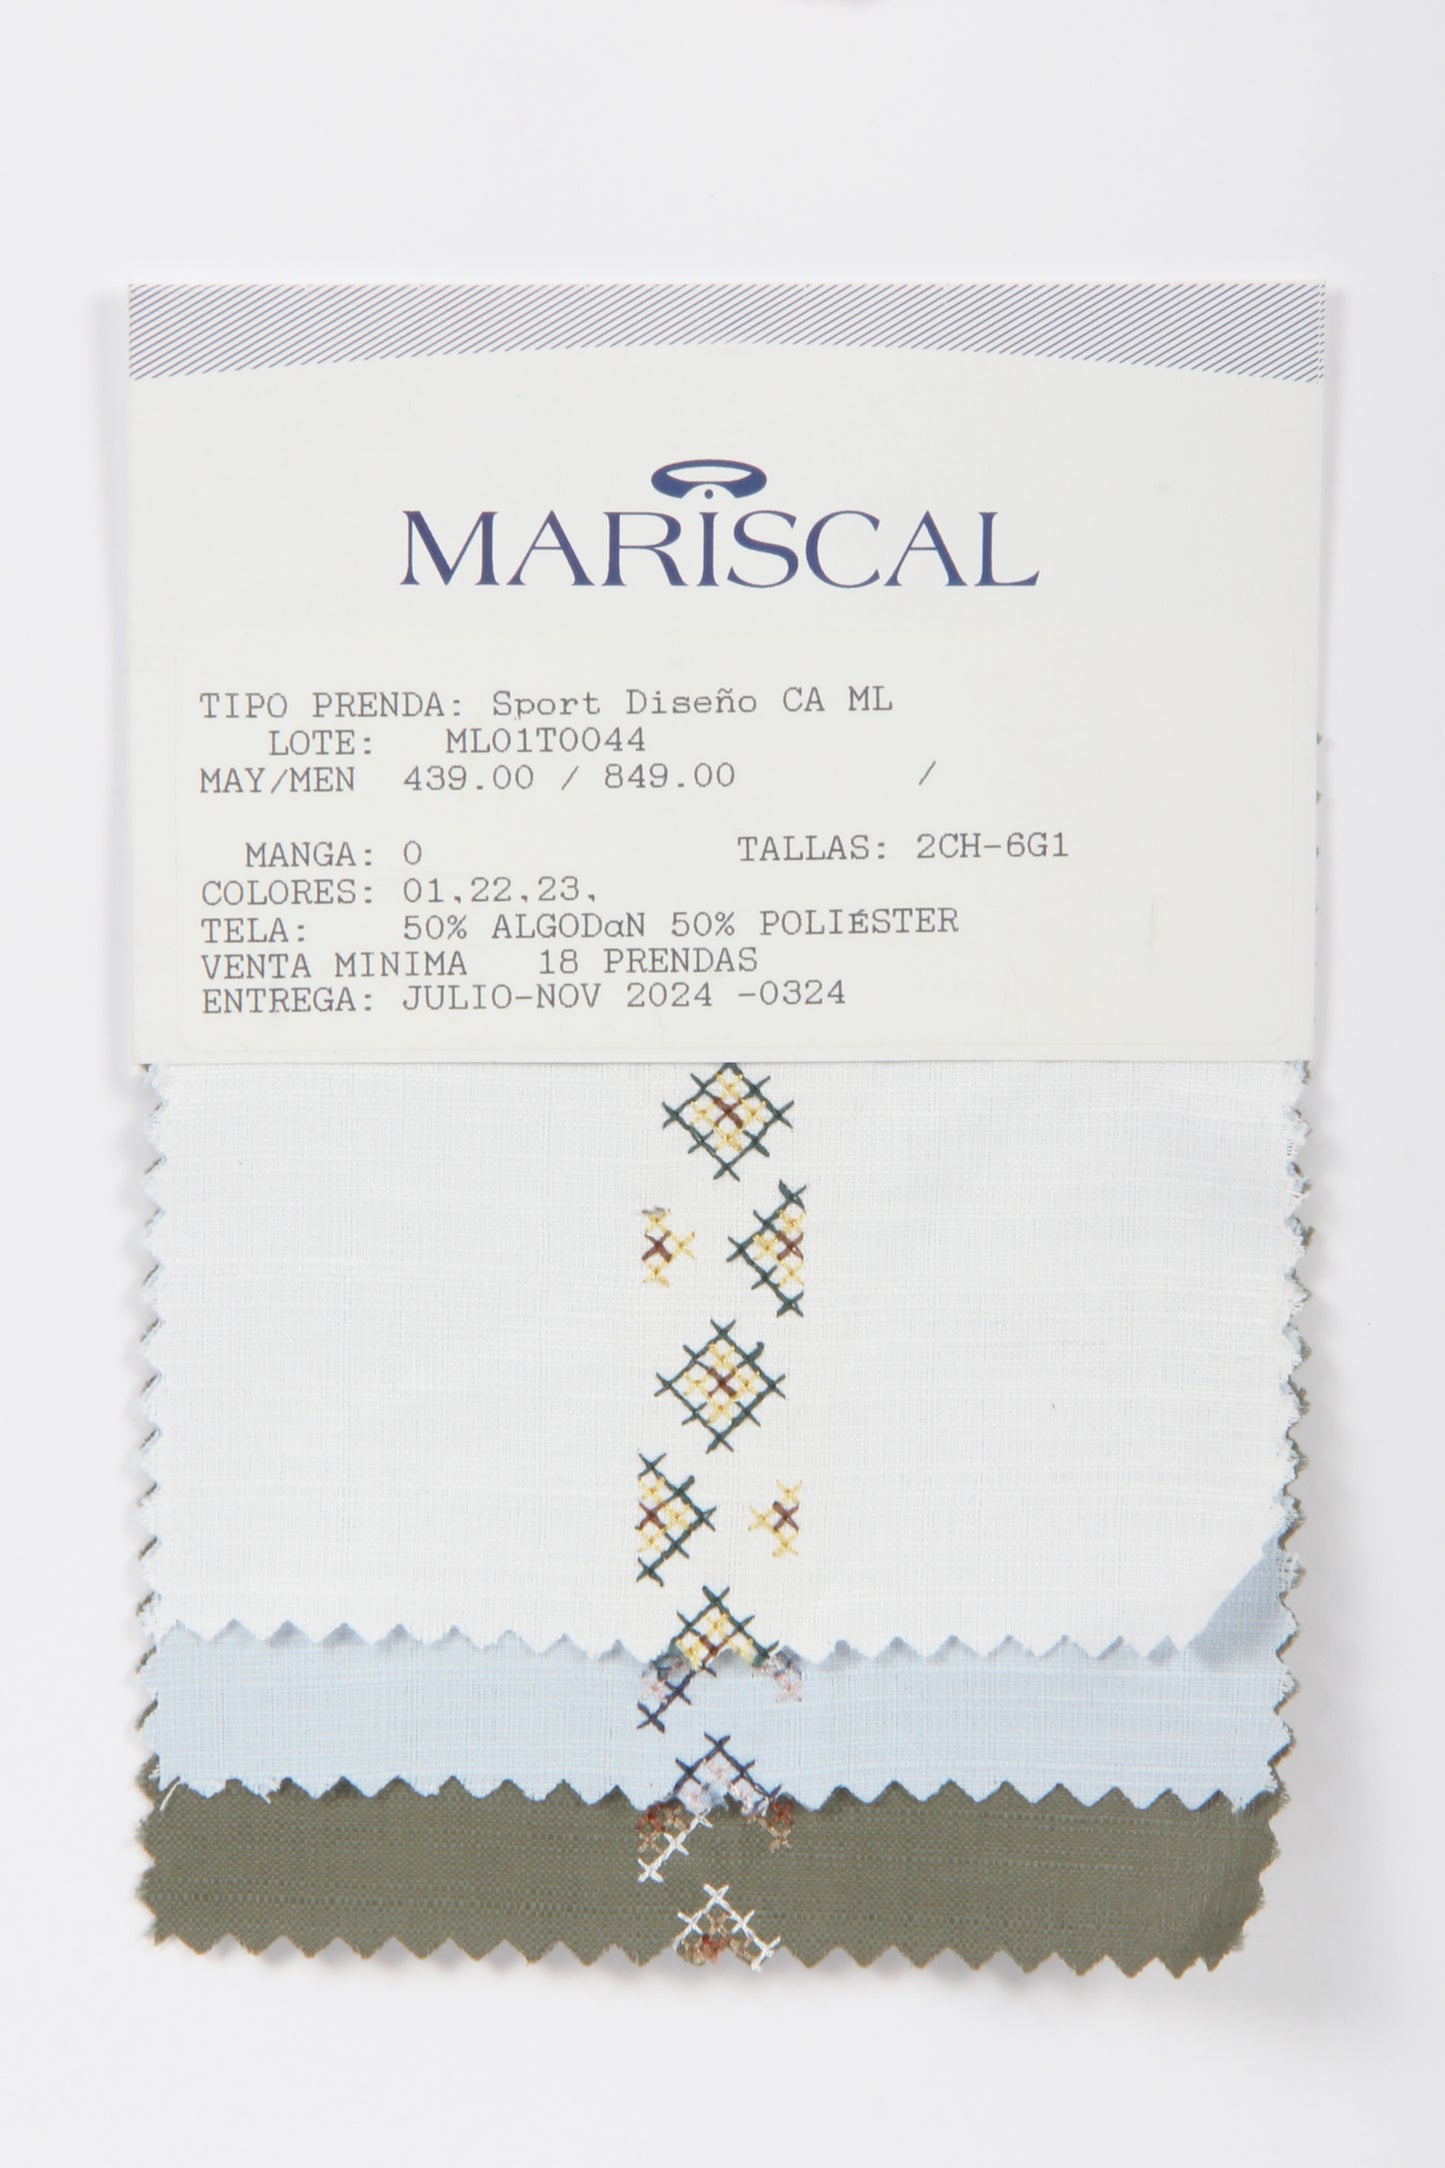 MARISCAL
TIPO PRENDA: Sport Diseño CA ML
LOTE: ML01T0044
MAY/MEN 439.00 / 849.00 /
MANGA: 0 TALLAS: 2CH-6G1
COLORES: 01,22,23,
TELA: 50% ALGODαN 50% POLIÉSTER
VENTA MINIMA 18 PRENDAS
ENTREGA: JULIO-NOV 2024 -0324